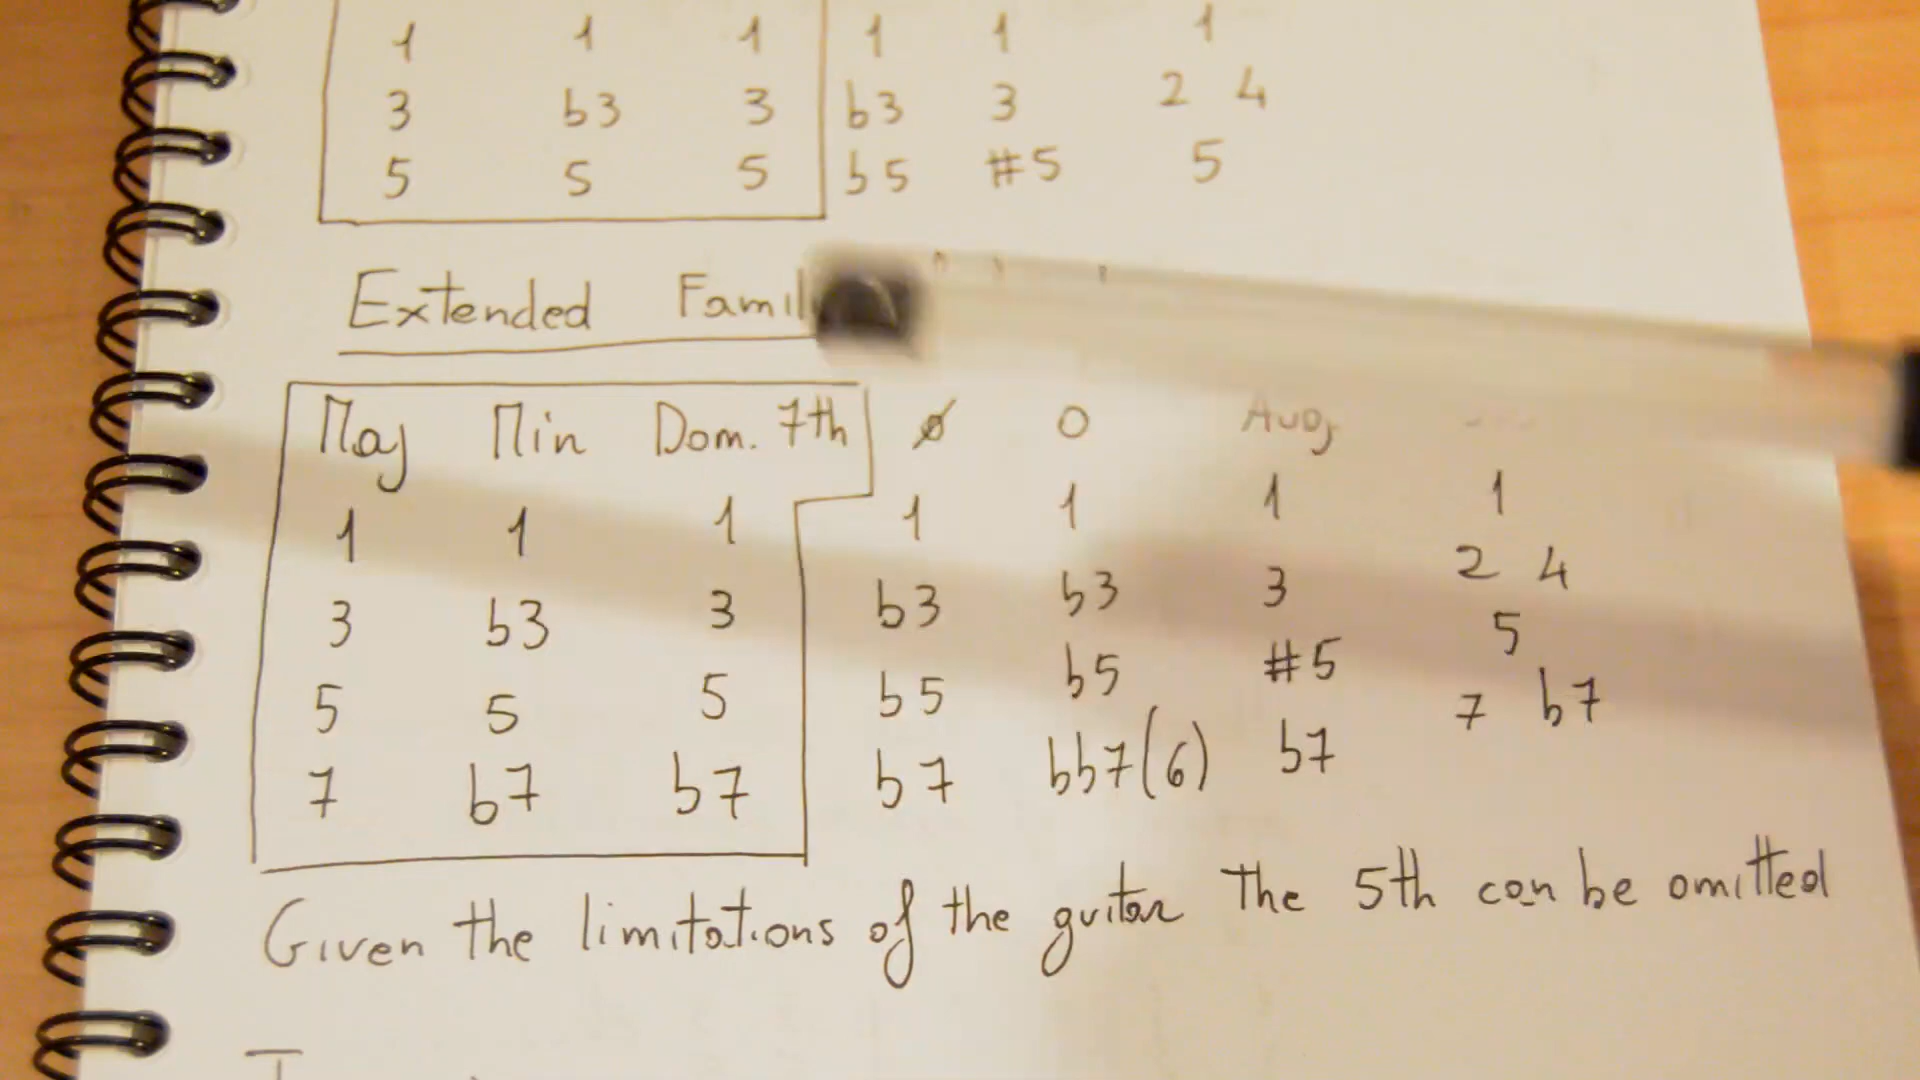 1 1 1 1 1 1
3 b3 3 b3 3 2 4
5 5 5 b5 #5 5
Extended
Maj Min Dom. 7th ø O Aug
1 1 1 1 1 1 1
3 b3 3 b3 b3 3 2 4
5 5 5 b5 b5 #5 5
7 b7 b7 b7 bb7(6) b7 7 b7
Given the limitations of the guitar the 5th can be omitted